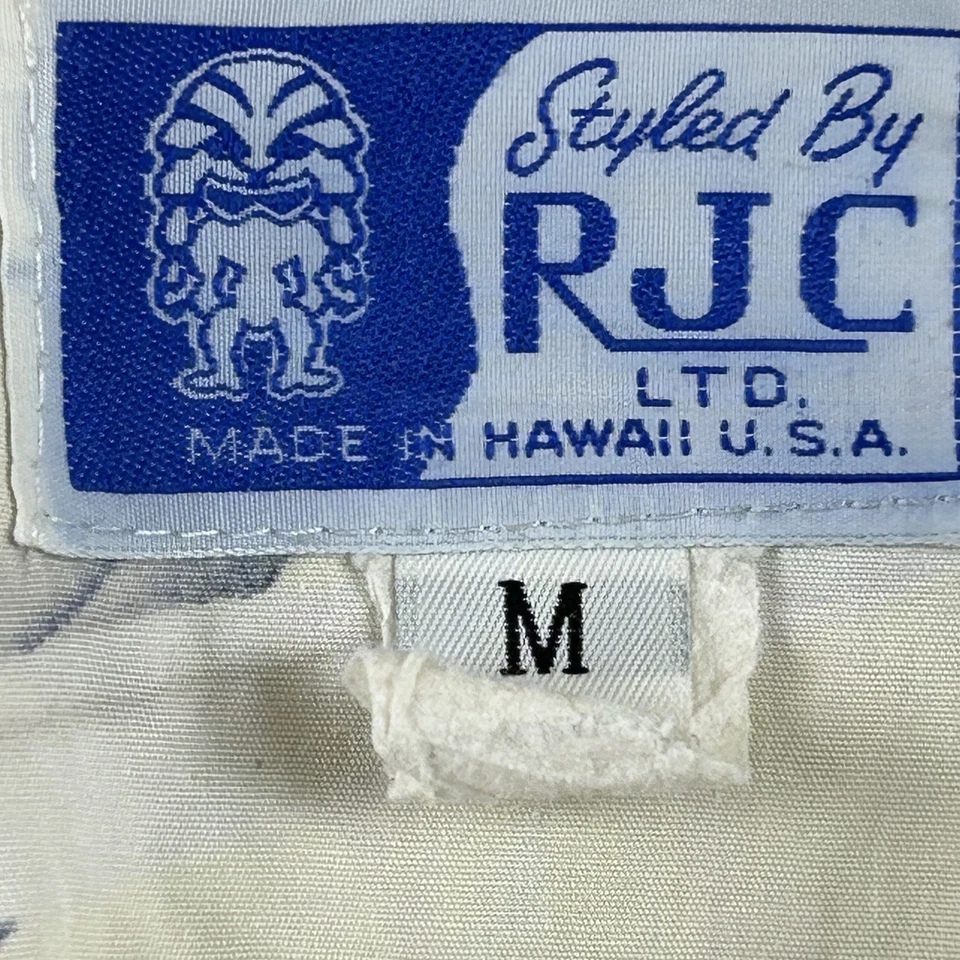 Styled By
RJC
LTD.
MADE IN HAWAII U.S.A.
M